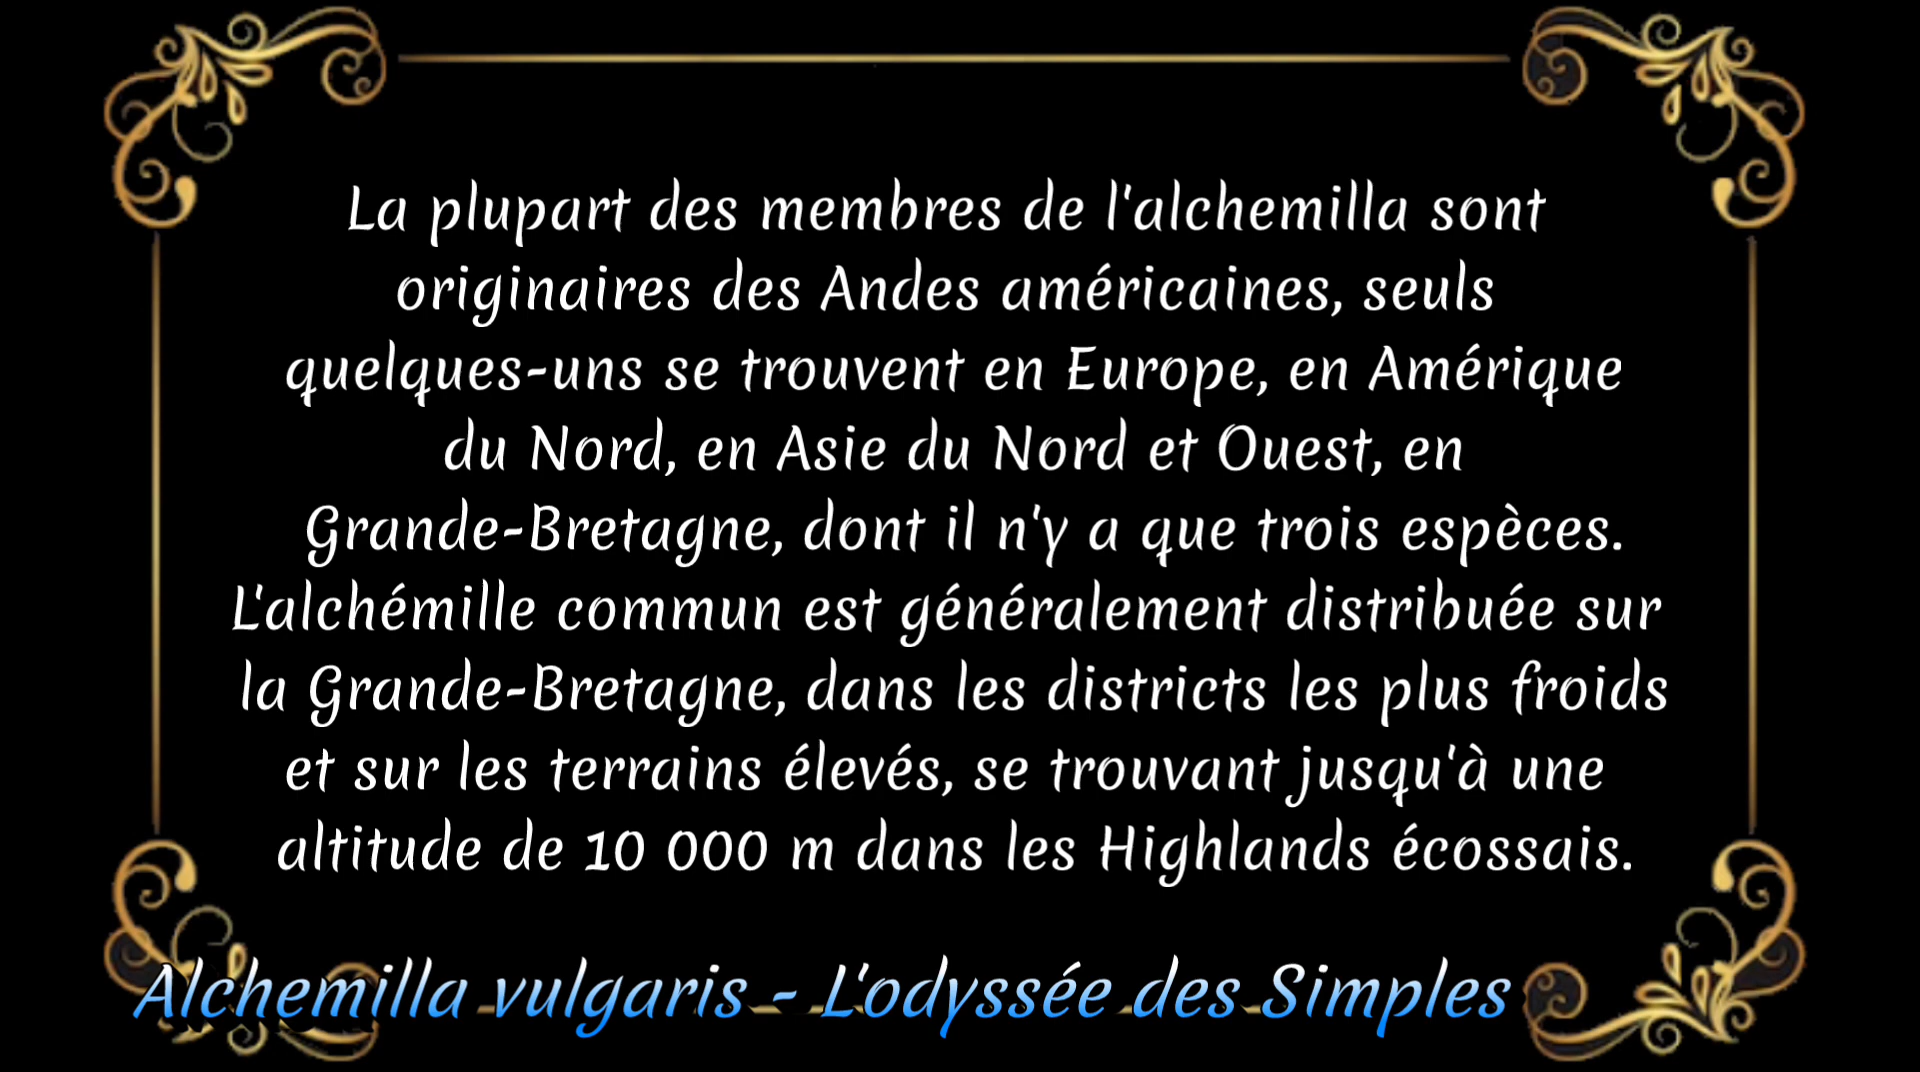 La plupart des membres de l'alchemilla sont
originaires des Andes américaines, seuls
quelques-uns se trouvent en Europe, en Amérique
du Nord, en Asie du Nord et Ouest, en
Grande-Bretagne, dont il n'y a que trois espèces.
L'alchémille commun est généralement distribuée sur
la Grande-Bretagne, dans les districts les plus froids
et sur les terrains élevés, se trouvant jusqu'à une
altitude de 10 000 m dans les Highlands écossais.
Alchemilla vulgaris - L'odyssée des Simples